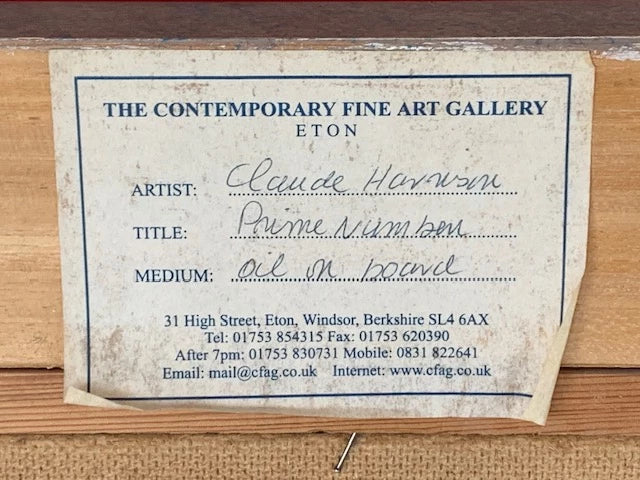 THE CONTEMPORARY FINE ART GALLERY
ETON
ARTIST: Claude Harrison
TITLE: Prime Number
MEDIUM: oil on board
31 High Street, Eton, Windsor, Berkshire SL4 6AX
Tel: 01753 854315 Fax: 01753 620390
After 7pm: 01753 830731 Mobile: 0831 822641
Email: mail@cfag.co.uk Internet: www.cfag.co.uk